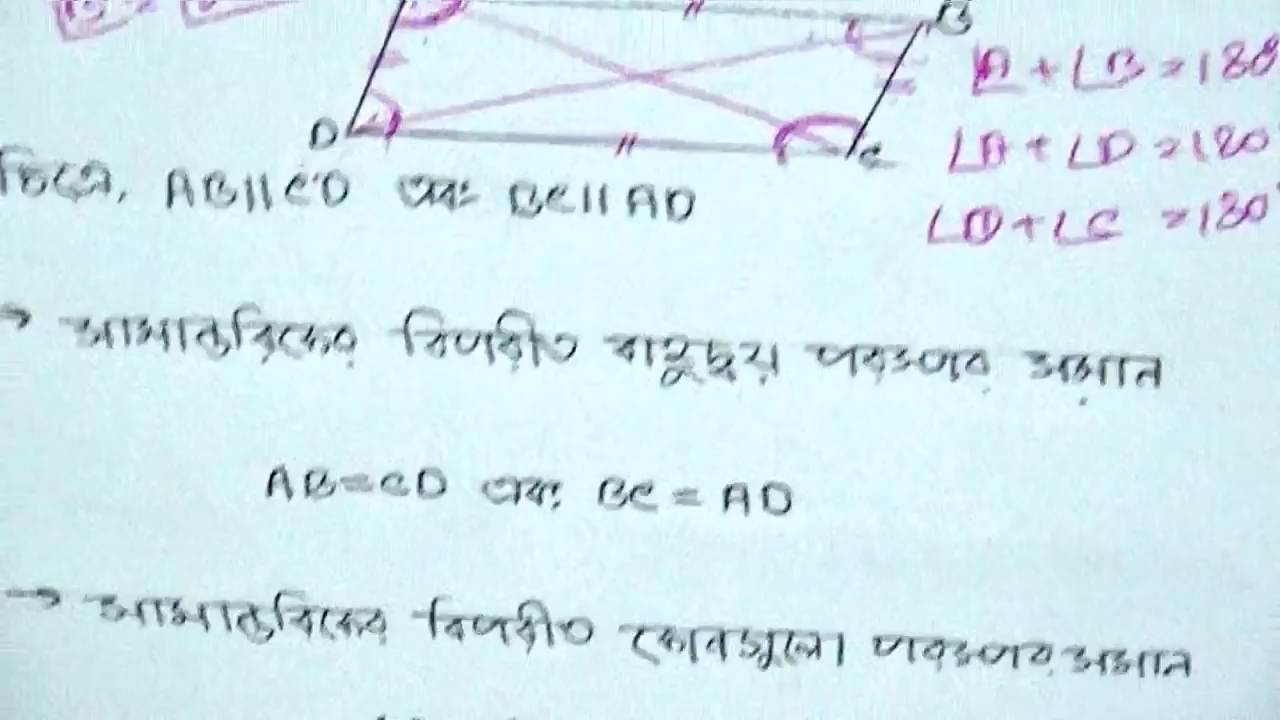 B
∠A + ∠B = 180
D
C
∠A + ∠D = 180°
চিত্রে, AB||CD এবং BC||AD
∠D + ∠C = 180°
→ সামান্তরিকের বিপরীত বাহুদ্বয় পরস্পর সমান
AB=CD এবং BC = AD
→ সামান্তরিকের বিপরীত কোণগুলো পরস্পর সমান